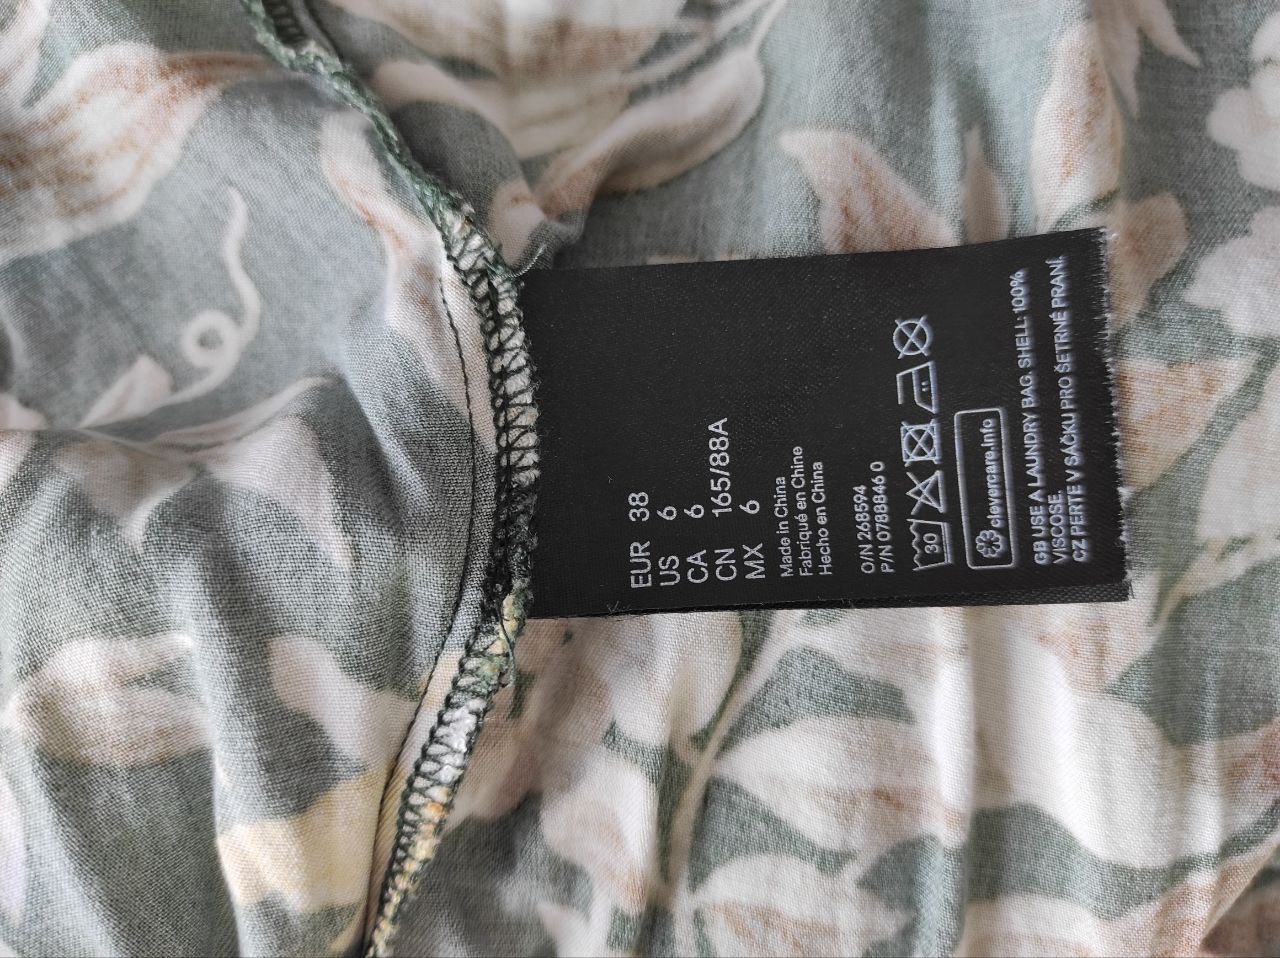 EUR 38
US 6
CA 6
CN 165/88A
MX 6
Made in China
Fabriqué en Chine
Hecho en China
O/N 268594
P/N 0788846 0
30
clevercare.info
GB USE A LAUNDRY BAG. SHELL: 100%
VISCOSE.
CZ PERTE V SÁČKU PRO ŠETRNÉ PRANÍ.